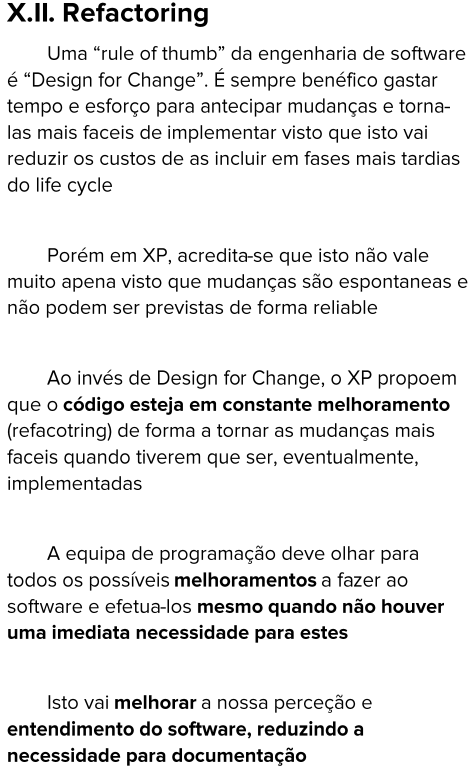 X.II. Refactoring
Uma “rule of thumb” da engenharia de software
é “Design for Change”. É sempre benéfico gastar
tempo e esforço para antecipar mudanças e torna-
las mais faceis de implementar visto que isto vai
reduzir os custos de as incluir em fases mais tardias
do life cycle
Porém em XP, acredita-se que isto não vale
muito apena visto que mudanças são espontaneas e
não podem ser previstas de forma reliable
Ao invés de Design for Change, o XP propoem
que o código esteja em constante melhoramento
(refacotring) de forma a tornar as mudanças mais
faceis quando tiverem que ser, eventualmente,
implementadas
A equipa de programação deve olhar para
todos os possíveis melhoramentos a fazer ao
software e efetua-los mesmo quando não houver
uma imediata necessidade para estes
Isto vai melhorar a nossa perceção e
entendimento do software, reduzindo a
necessidade para documentação